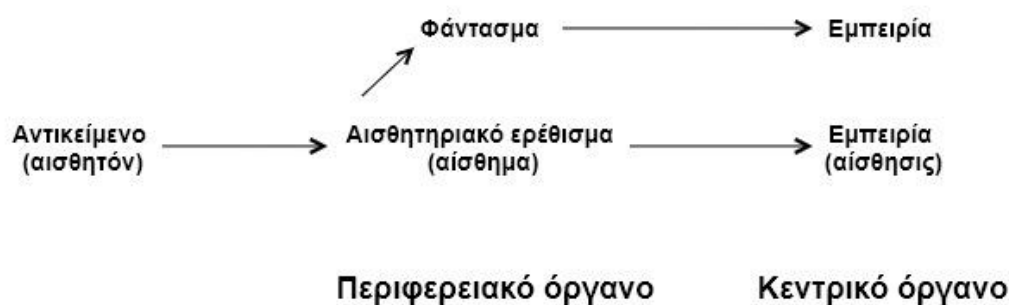 Φάντασμα Εμπειρία
Αντικείμενο Αισθητηριακό ερέθισμα Εμπειρία
(αισθητόν) (αίσθημα) (αίσθησις)
Περιφερειακό όργανο Κεντρικό όργανο